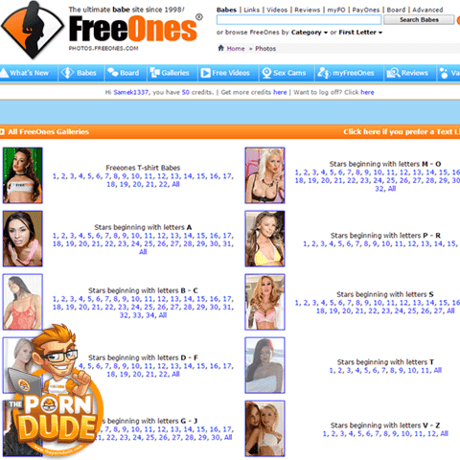 The ultimate babe site since 1998!
FreeOnes®
PHOTOS.FREEONES.COM
Babes | Links | Videos | Reviews | myFO | PayOnes | Board | Advanced
Search Babes
or browse FreeOnes by Category ▾ or First Letter ▾
Home » Photos
What's New Babes Board Galleries Free Videos Sex Cams myFreeOnes Reviews Va
Hi Samek1337, you have 50 credits. | Get more credits here | Want to log off? Click here
All FreeOnes Galleries
Click here if you prefer a Text L
Freeones T-shirt Babes
1, 2, 3, 4, 5, 6, 7, 8, 9, 10, 11, 12, 13, 14, 15, 16, 17,
18, 19, 20, 21, 22, All
Stars beginning with letters M - O
1, 2, 3, 4, 5, 6, 7, 8, 9, 10, 11, 12, 13, 14, 15, 16, 17,
18, 19, 20, 21, 22, 23, 24, 25, 26, 27, 28, 29, 30, 31,
32, All
Stars beginning with letters A
1, 2, 3, 4, 5, 6, 7, 8, 9, 10, 11, 12, 13, 14, 15, 16, 17,
18, 19, 20, 21, 22, 23, 24, 25, 26, 27, 28, 29, 30, 31,
All
Stars beginning with letters P - R
1, 2, 3, 4, 5, 6, 7, 8, 9, 10, 11, 12, 13, 14, 15,
Stars beginning with letters B - C
1, 2, 3, 4, 5, 6, 7, 8, 9, 10, 11, 12, 13, 14, 15, 16, 17,
18, 19, 20, 21, 22, 23, 24, 25, 26, 27, 28, 29, 30, 31,
32, 33, 34, All
Stars beginning with letters S
1, 2, 3, 4, 5, 6, 7, 8, 9, 10, 11, 12, 13, 14, 15, 16, 17,
18, 19, 20, 21, 22, 23, 24, 25, 26, 27, All
Stars beginning with letters D - F
1, 2, 3, 4, 5, 6, 7, 8, 9, 10, 11, 12, 13, 14, 15, 16, 17,
18, 19, 20, 21, 22, All
Stars beginning with letters T
1, 2, 3, 4, 5, 6, 7, 8, 9, 10, 11, All
THE PORN DUDE
Stars beginning with letters G - J
7, 8, 9, 10, 11, 12, 13, 14, 15, 16, 17,
22, 23, 24, 25, 26, 27, 28, 29, 30, All
Stars beginning with letters V - Z
1, 2, 3, 4, 5, 6, 7, 8, 9, 10, 11, 12, All